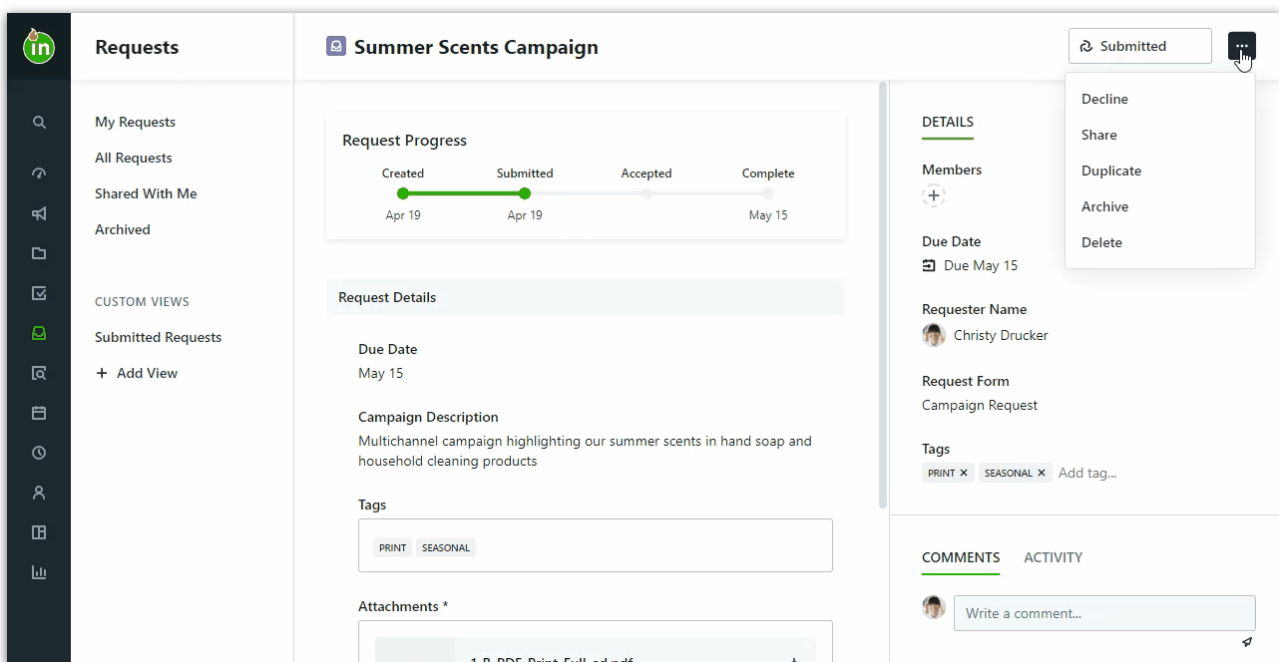 in
Requests
My Requests
All Requests
Shared With Me
Archived
CUSTOM VIEWS
Submitted Requests
+ Add View
Summer Scents Campaign
Submitted
...
Decline
Share
Duplicate
Archive
Delete
Request Progress
Created Submitted Accepted Complete
Apr 19 Apr 19 May 15
Request Details
Due Date
May 15
Campaign Description
Multichannel campaign highlighting our summer scents in hand soap and
household cleaning products
Tags
PRINT SEASONAL
Attachments *
DETAILS
Members
+
Due Date
Due May 15
Requester Name
Christy Drucker
Request Form
Campaign Request
Tags
PRINT × SEASONAL × Add tag...
COMMENTS ACTIVITY
Write a comment...